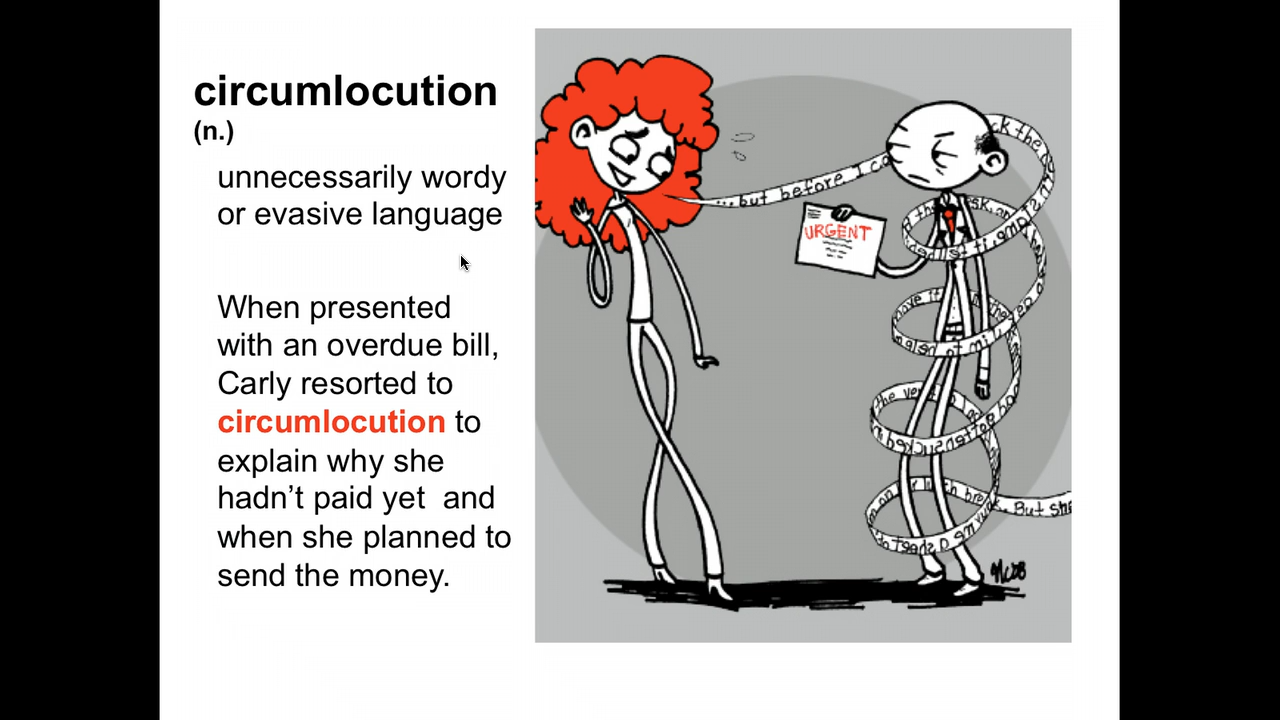 circumlocution
(n.)
unnecessarily wordy
or evasive language
When presented
with an overdue bill,
Carly resorted to
circumlocution to
explain why she
hadn't paid yet  and
when she planned to
send the money.
...but before I
URGENT
But she